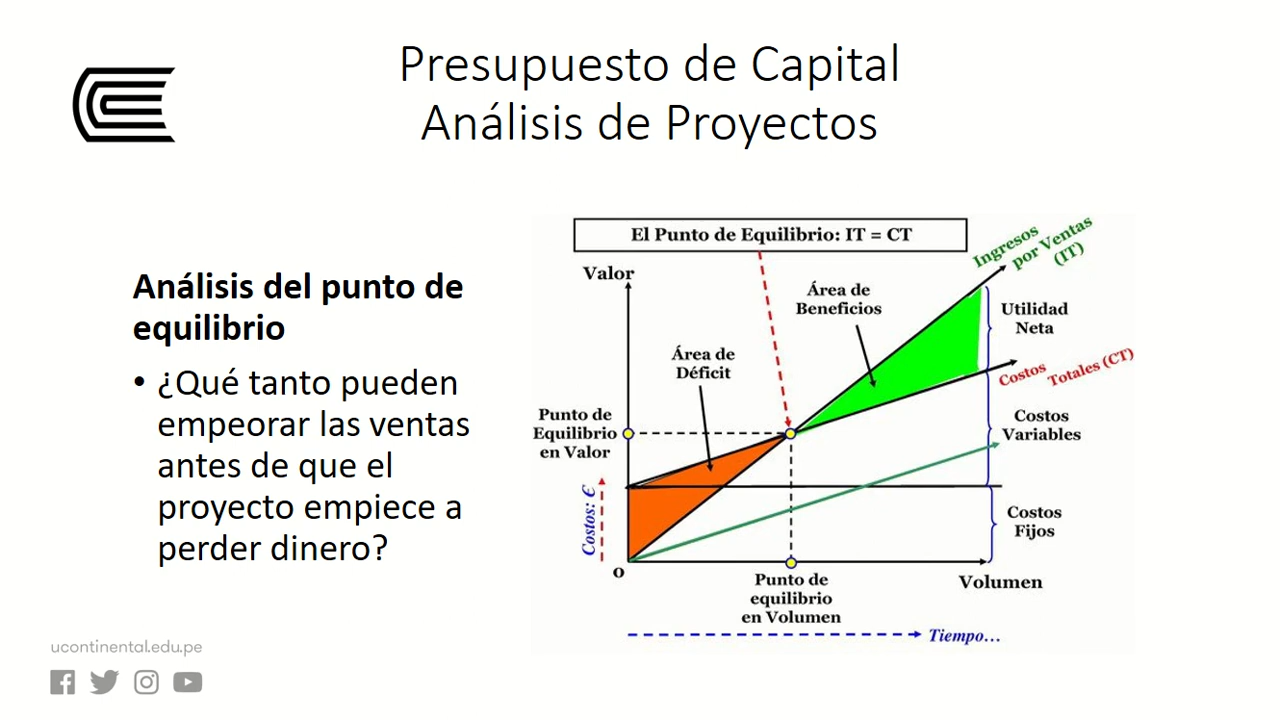 Presupuesto de Capital
Análisis de Proyectos
Análisis del punto de
equilibrio
• ¿Qué tanto pueden
empeorar las ventas
antes de que el
proyecto empiece a
perder dinero?
El Punto de Equilibrio: IT = CT
Valor
Ingresos
por Ventas
(IT)
Área de
Beneficios
Utilidad
Neta
Área de
Déficit
Costos
Totales (CT)
Punto de
Equilibrio
en Valor
Costos
Variables
Costos: €
Costos
Fijos
0
Volumen
Punto de
equilibrio
en Volumen
Tiempo...
ucontinental.edu.pe